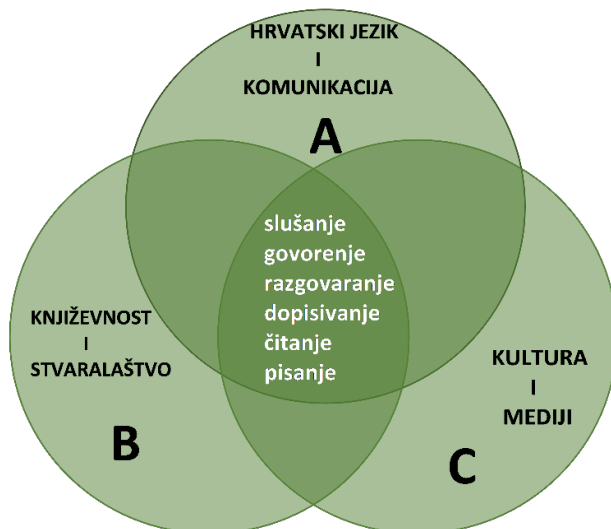 HRVATSKI JEZIK
I
KOMUNIKACIJA
A
slušanje
govorenje
razgovaranje
dopisivanje
čitanje
pisanje
KNJIŽEVNOST
I
STVARALAŠTVO
B
KULTURA
I
MEDIJI
C